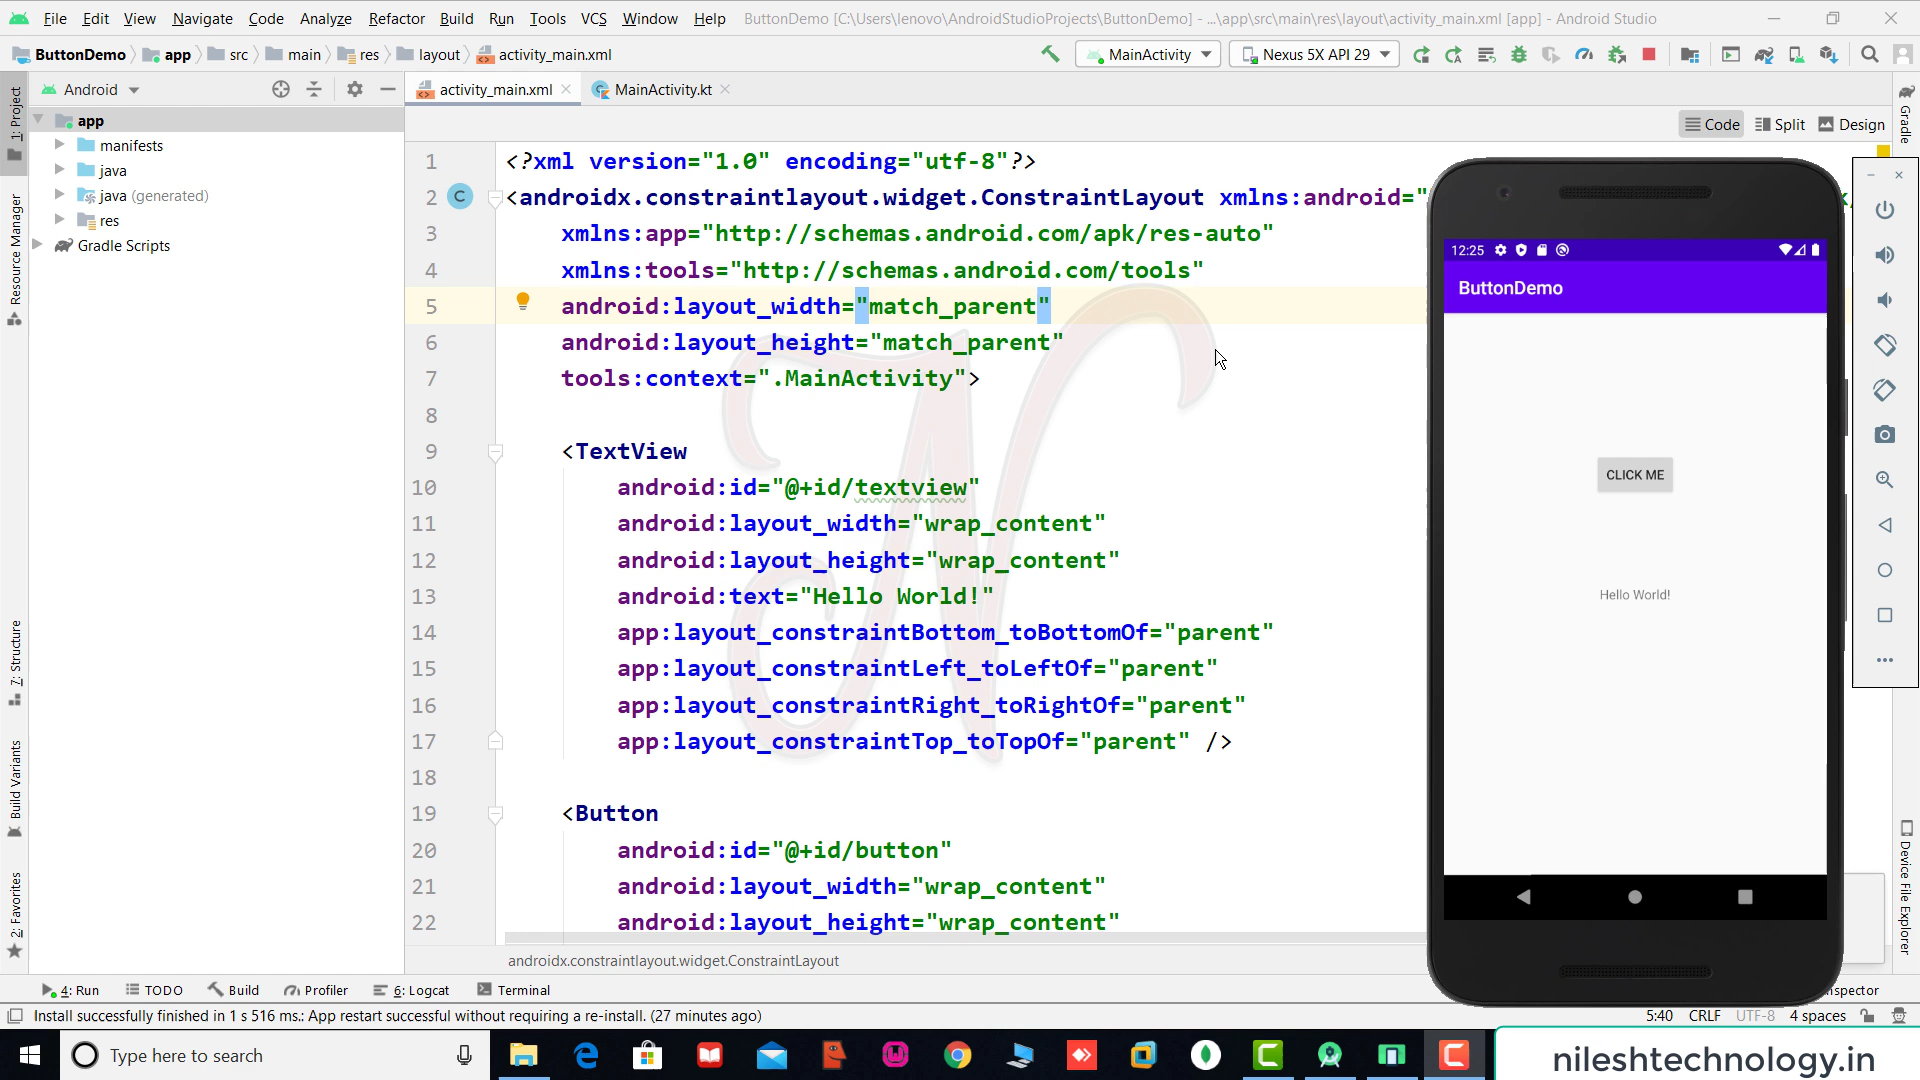 File Edit View Navigate Code Analyze Refactor Build Run Tools VCS Window Help ButtonDemo [C:\Users\lenovo\AndroidStudioProjects\ButtonDemo] - ...\app\src\main\res\layout\activity_main.xml [app] - Android Studio
ButtonDemo app src main res layout activity_main.xml MainActivity Nexus 5X API 29
Android activity_main.xml MainActivity.kt
Code Split Design
1: Project
Resource Manager
7: Structure
Build Variants
2: Favorites
app
manifests
java
java (generated)
res
Gradle Scripts
1 <?xml version="1.0" encoding="utf-8"?>
2 <androidx.constraintlayout.widget.ConstraintLayout xmlns:android="
3 xmlns:app="http://schemas.android.com/apk/res-auto"
4 xmlns:tools="http://schemas.android.com/tools"
5 android:layout_width="match_parent"
6 android:layout_height="match_parent"
7 tools:context=".MainActivity">
8
9 <TextView
10 android:id="@+id/textview"
11 android:layout_width="wrap_content"
12 android:layout_height="wrap_content"
13 android:text="Hello World!"
14 app:layout_constraintBottom_toBottomOf="parent"
15 app:layout_constraintLeft_toLeftOf="parent"
16 app:layout_constraintRight_toRightOf="parent"
17 app:layout_constraintTop_toTopOf="parent" />
18
19 <Button
20 android:id="@+id/button"
21 android:layout_width="wrap_content"
22 android:layout_height="wrap_content"
androidx.constraintlayout.widget.ConstraintLayout
12:25
ButtonDemo
CLICK ME
Hello World!
Gradle
Device File Explorer
4: Run TODO Build Profiler 6: Logcat Terminal
Install successfully finished in 1 s 516 ms.: App restart successful without requiring a re-install. (27 minutes ago) 5:40 CRLF UTF-8 4 spaces
Type here to search
nileshtechnology.in